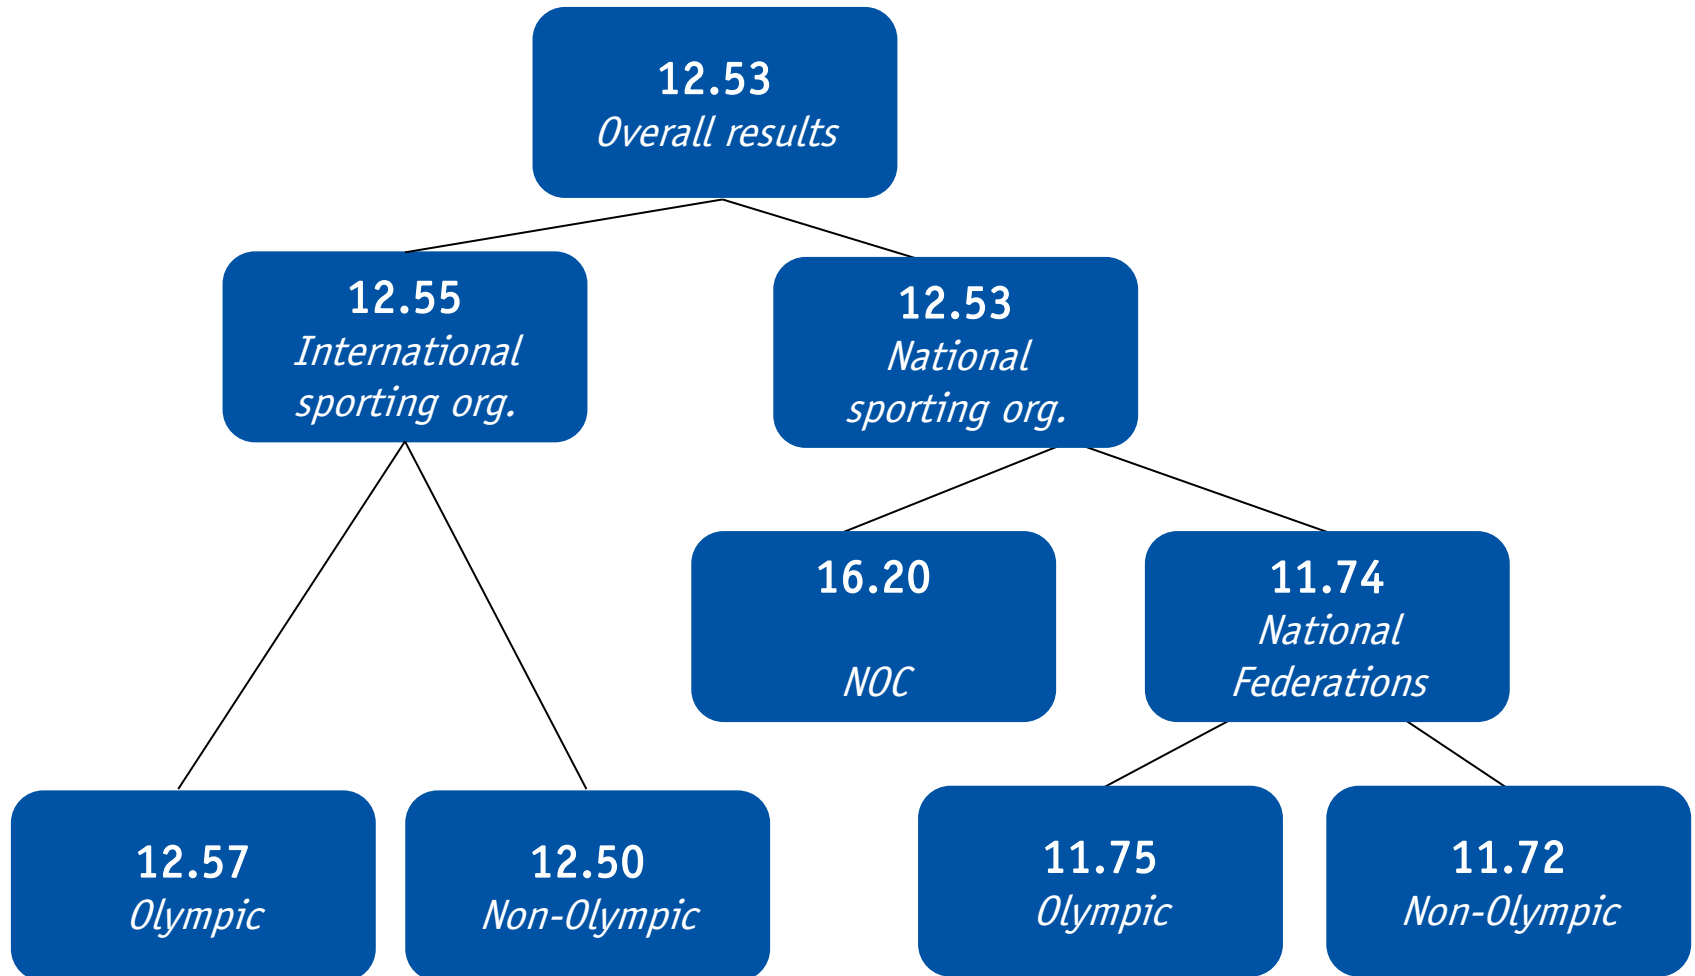 12.53
Overall results
12.55
International
sporting org.
12.53
National
sporting org.
16.20
NOC
11.74
National
Federations
12.57
Olympic
12.50
Non-Olympic
11.75
Olympic
11.72
Non-Olympic